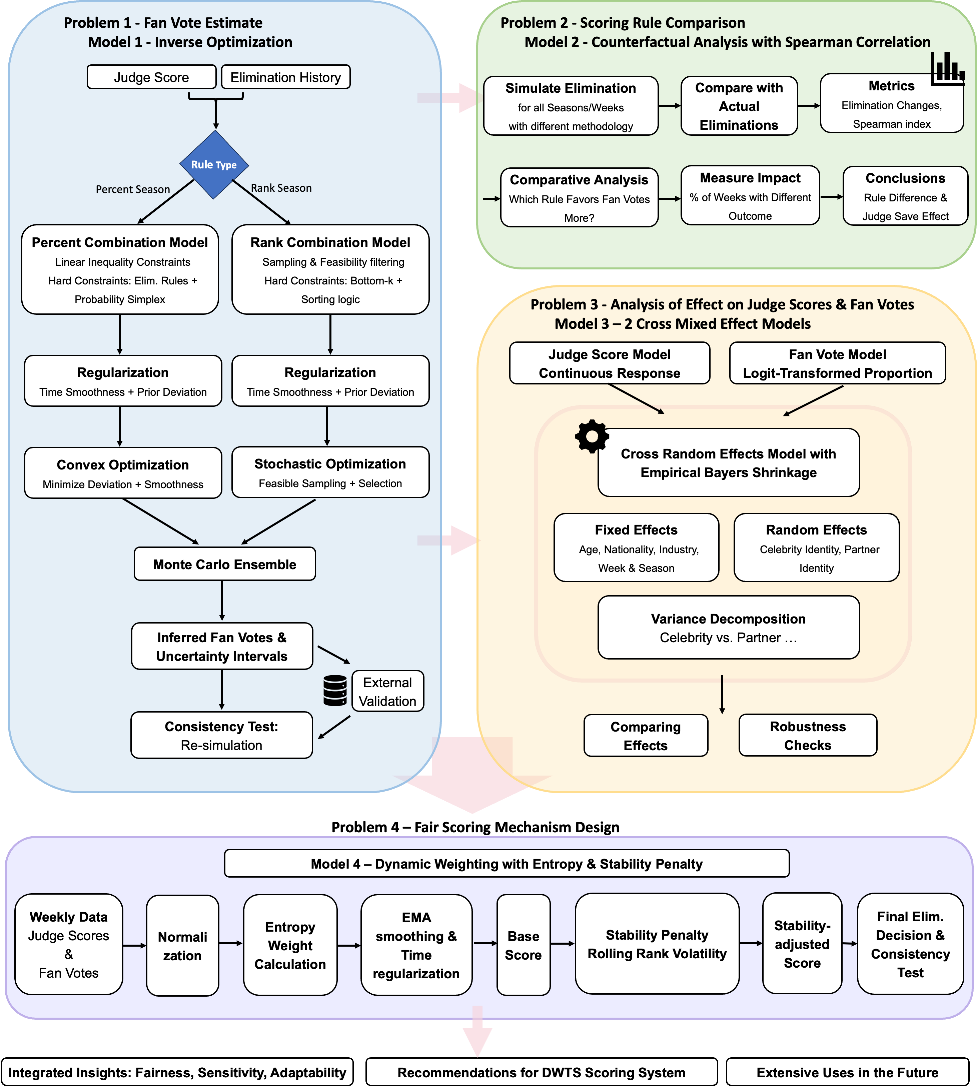 Problem 1 - Fan Vote Estimate
Model 1 - Inverse Optimization
Judge Score
Elimination History
Rule Type
Percent Season
Rank Season
Percent Combination Model
Linear Inequality Constraints
Hard Constraints: Elim. Rules +
Probability Simplex
Rank Combination Model
Sampling & Feasibility filtering
Hard Constraints: Bottom-k +
Sorting logic
Regularization
Time Smoothness + Prior Deviation
Regularization
Time Smoothness + Prior Deviation
Convex Optimization
Minimize Deviation + Smoothness
Stochastic Optimization
Feasible Sampling + Selection
Monte Carlo Ensemble
Inferred Fan Votes &
Uncertainty Intervals
External
Validation
Consistency Test:
Re-simulation
Problem 2 - Scoring Rule Comparison
Model 2 - Counterfactual Analysis with Spearman Correlation
Simulate Elimination
for all Seasons/Weeks
with different methodology
Compare with
Actual
Eliminations
Metrics
Elimination Changes,
Spearman index
Comparative Analysis
Which Rule Favors Fan Votes
More?
Measure Impact
% of Weeks with Different
Outcome
Conclusions
Rule Difference &
Judge Save Effect
Problem 3 - Analysis of Effect on Judge Scores & Fan Votes
Model 3 – 2 Cross Mixed Effect Models
Judge Score Model
Continuous Response
Fan Vote Model
Logit-Transformed Proportion
Cross Random Effects Model with
Empirical Bayers Shrinkage
Fixed Effects
Age, Nationality, Industry,
Week & Season
Random Effects
Celebrity Identity, Partner
Identity
Variance Decomposition
Celebrity vs. Partner ...
Comparing
Effects
Robustness
Checks
Problem 4 – Fair Scoring Mechanism Design
Model 4 – Dynamic Weighting with Entropy & Stability Penalty
Weekly Data
Judge Scores
&
Fan Votes
Normali
zation
Entropy
Weight
Calculation
EMA
smoothing &
Time
regularization
Base
Score
Stability Penalty
Rolling Rank Volatility
Stability-
adjusted
Score
Final Elim.
Decision &
Consistency
Test
Integrated Insights: Fairness, Sensitivity, Adaptability
Recommendations for DWTS Scoring System
Extensive Uses in the Future